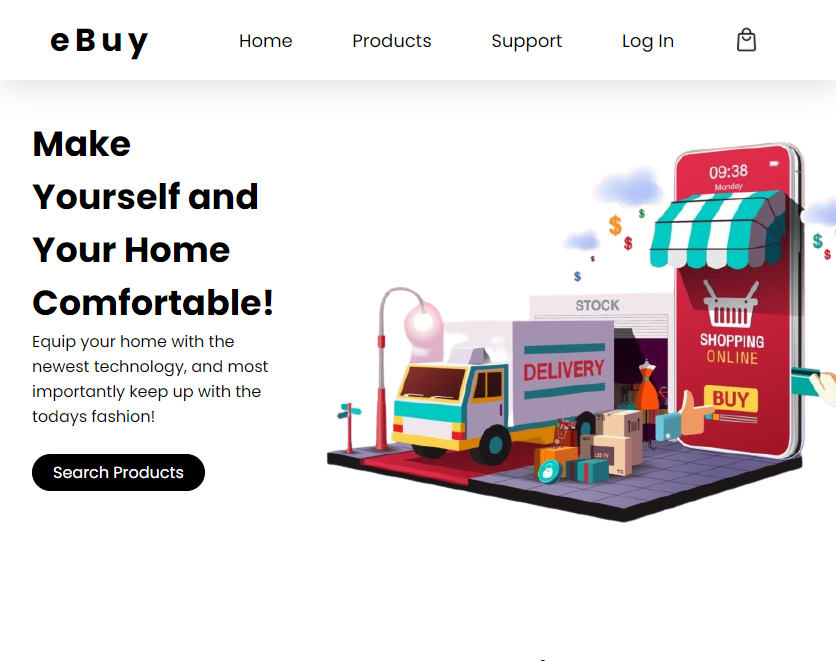 eBuy
Home
Products
Support
Log In
Make
Yourself and
Your Home
Comfortable!
Equip your home with the
newest technology, and most
importantly keep up with the
todays fashion!
Search Products
09:38
Monday
$
$
$
$
$
$
$
STOCK
DELIVERY
SHOPPING
ONLINE
BUY